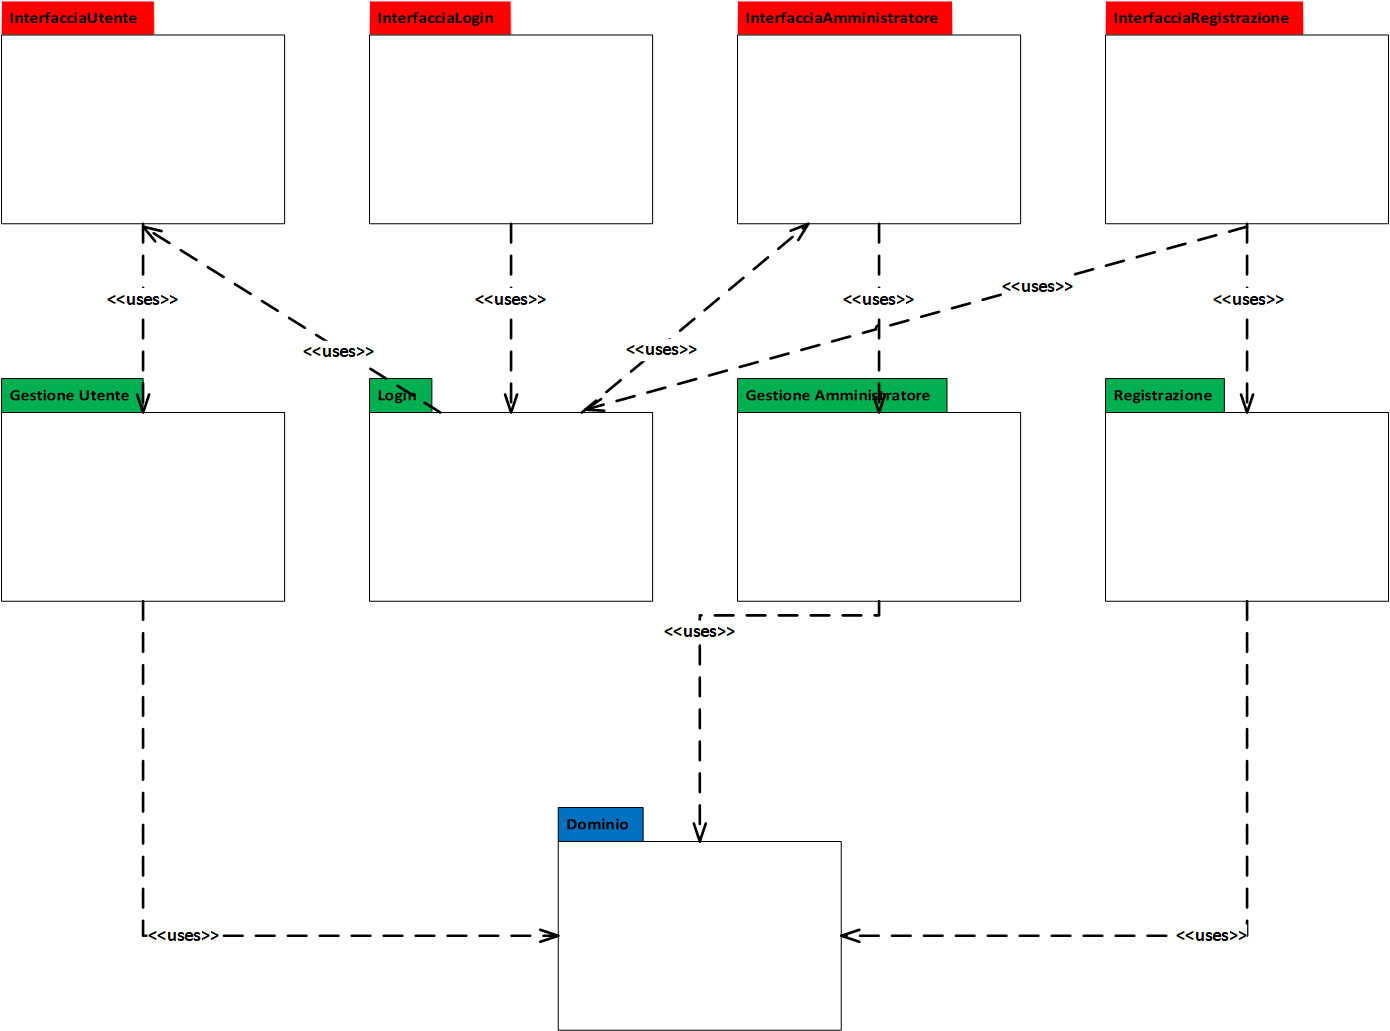 InterfacciaUtente
InterfacciaLogin
InterfacciaAmministratore
InterfacciaRegistrazione
<<uses>>
<<uses>>
<<uses>>
<<uses>>
<<uses>>
<<uses>>
<<uses>>
Gestione Utente
Login
Gestione Amministratore
Registrazione
<<uses>>
Dominio
<<uses>>
<<uses>>